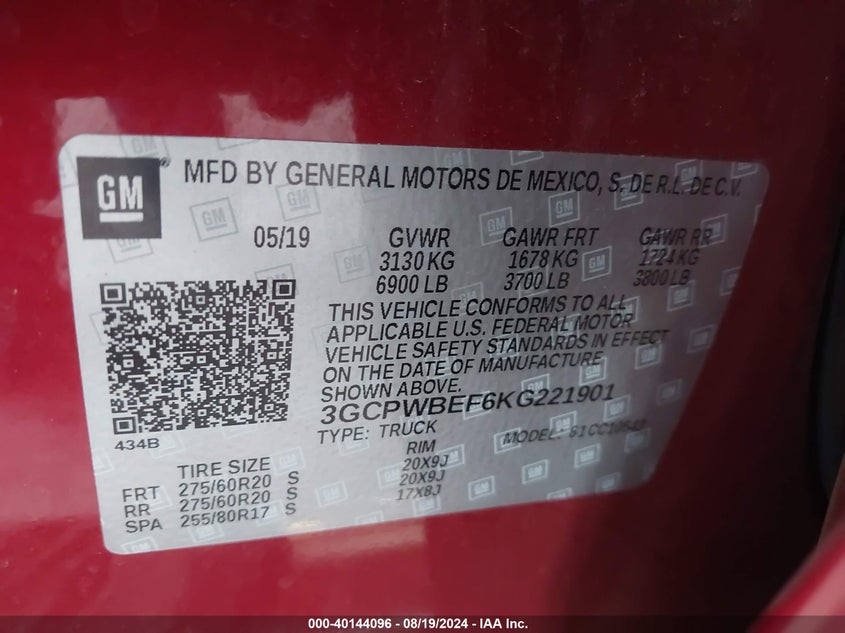 GM ® MFD BY GENERAL MOTORS DE MEXICO, S. DE R.L. DE C.V.
05/19 GVWR GAWR FRT GAWR RR
3130 KG 1678 KG 1724 KG
6900 LB 3700 LB 3800 LB
THIS VEHICLE CONFORMS TO ALL
APPLICABLE U.S. FEDERAL MOTOR
VEHICLE SAFETY STANDARDS IN EFFECT
ON THE DATE OF MANUFACTURE
SHOWN ABOVE.
3GCPWBEF6KG221901
434B TYPE: TRUCK MODEL:
TIRE SIZE RIM
FRT 275/60R20 S 20X9J
RR 275/60R20 S 20X9J
SPA 255/80R17 S 17X8J
000-40144096 - 08/19/2024 - IAA Inc.